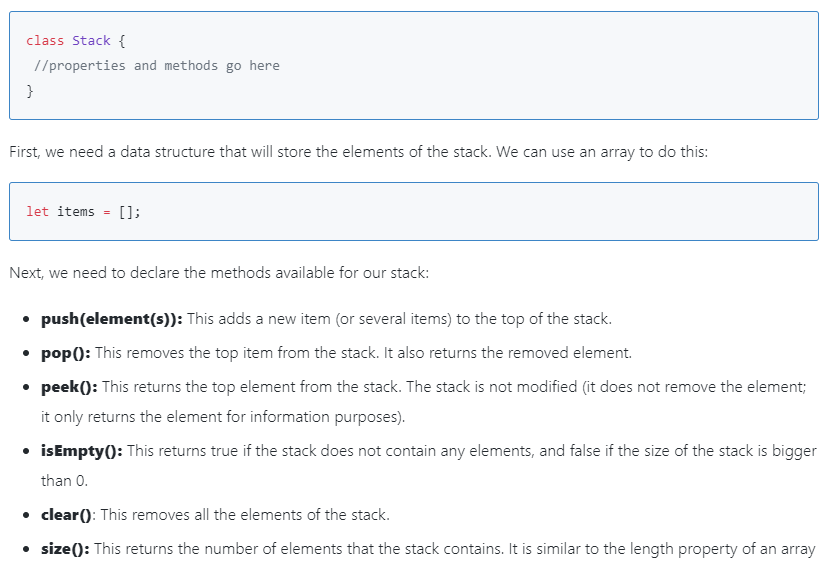 class Stack {
//properties and methods go here
}
First, we need a data structure that will store the elements of the stack. We can use an array to do this:
let items = [];
Next, we need to declare the methods available for our stack:
• push(element(s)): This adds a new item (or several items) to the top of the stack.
• pop(): This removes the top item from the stack. It also returns the removed element.
• peek(): This returns the top element from the stack. The stack is not modified (it does not remove the element;
it only returns the element for information purposes).
• isEmpty(): This returns true if the stack does not contain any elements, and false if the size of the stack is bigger
than 0.
• clear(): This removes all the elements of the stack.
• size(): This returns the number of elements that the stack contains. It is similar to the length property of an array